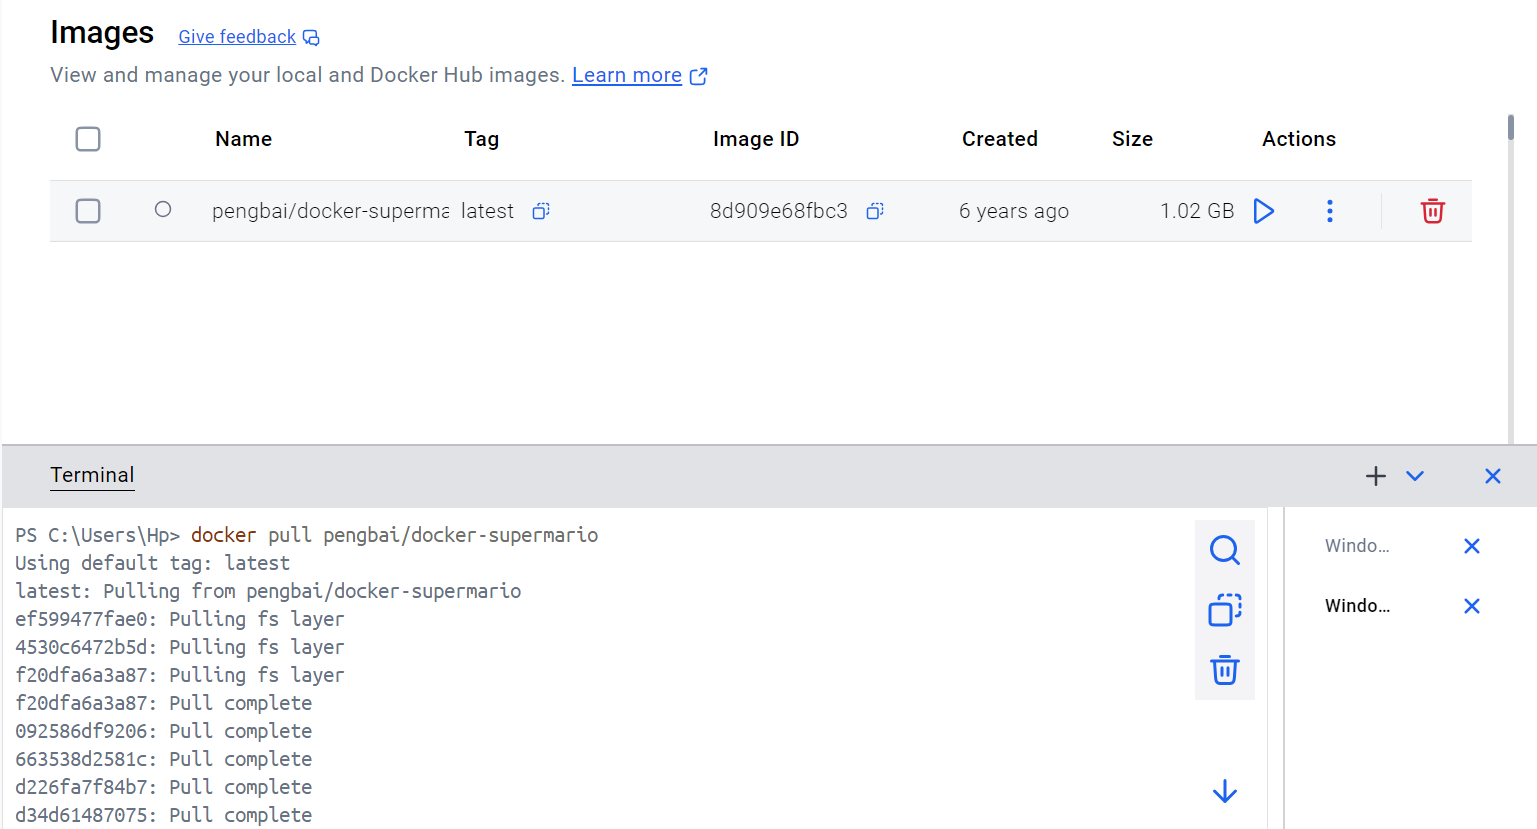 Images Give feedback
View and manage your local and Docker Hub images. Learn more
Name Tag Image ID Created Size Actions
pengbai/docker-superma latest 8d909e68fbc3 6 years ago 1.02 GB
Terminal
PS C:\Users\Hp> docker pull pengbai/docker-supermario
Using default tag: latest
latest: Pulling from pengbai/docker-supermario
ef599477fae0: Pulling fs layer
4530c6472b5d: Pulling fs layer
f20dfa6a3a87: Pulling fs layer
f20dfa6a3a87: Pull complete
092586df9206: Pull complete
663538d2581c: Pull complete
d226fa7f84b7: Pull complete
d34d61487075: Pull complete
Windo...
Windo...